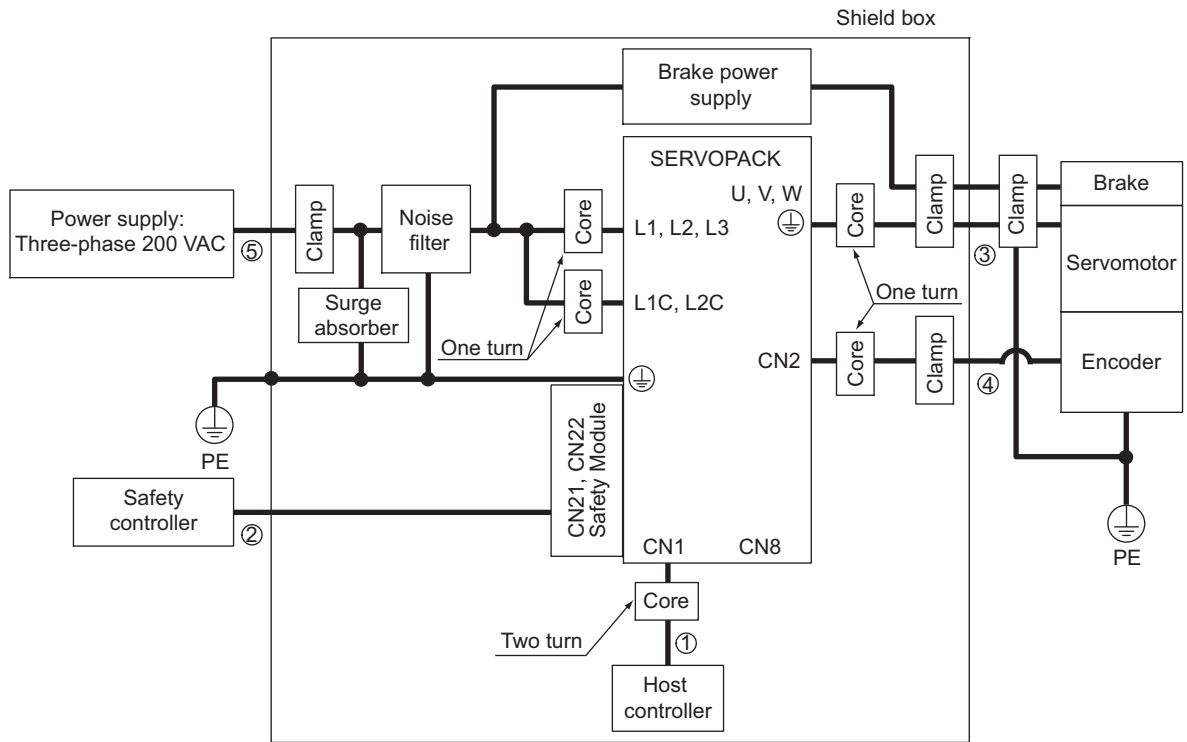 Shield box
Brake power
supply
SERVOPACK
U, V, W
Power supply:
Three-phase 200 VAC
⑤
Clamp
Noise
filter
Core
L1, L2, L3
Core
Clamp
③
Clamp
Brake
Servomotor
Surge
absorber
Core
L1C, L2C
One turn
One turn
CN2
Core
Clamp
④
Encoder
PE
CN21, CN22
Safety Module
Safety
controller
②
PE
CN1
CN8
Core
Two turn
①
Host
controller